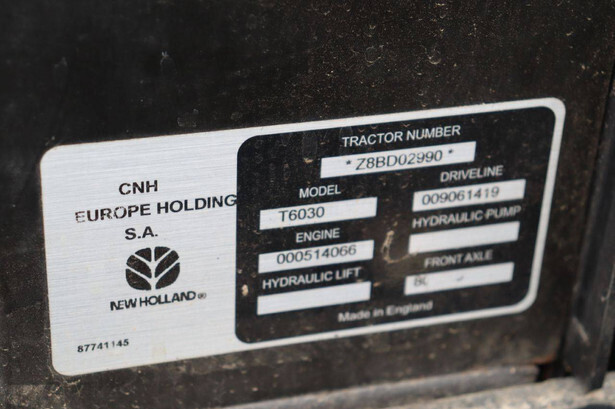 CNH
EUROPE HOLDING
S.A.
NEW HOLLAND®
87741145
TRACTOR NUMBER
*Z8BD02990*
MODEL
T6030
ENGINE
000514066
HYDRAULIC LIFT
DRIVELINE
009061419
HYDRAULIC PUMP
FRONT AXLE
Made in England